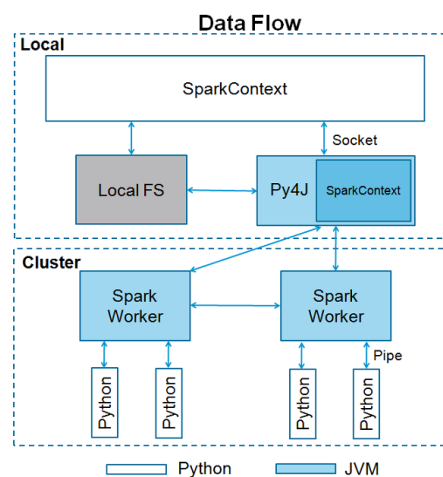 Data Flow
Local
SparkContext
Socket
Local FS
Py4J
SparkContext
Cluster
Spark
Worker
Spark
Worker
Pipe
Python
Python
Python
Python
Python
JVM